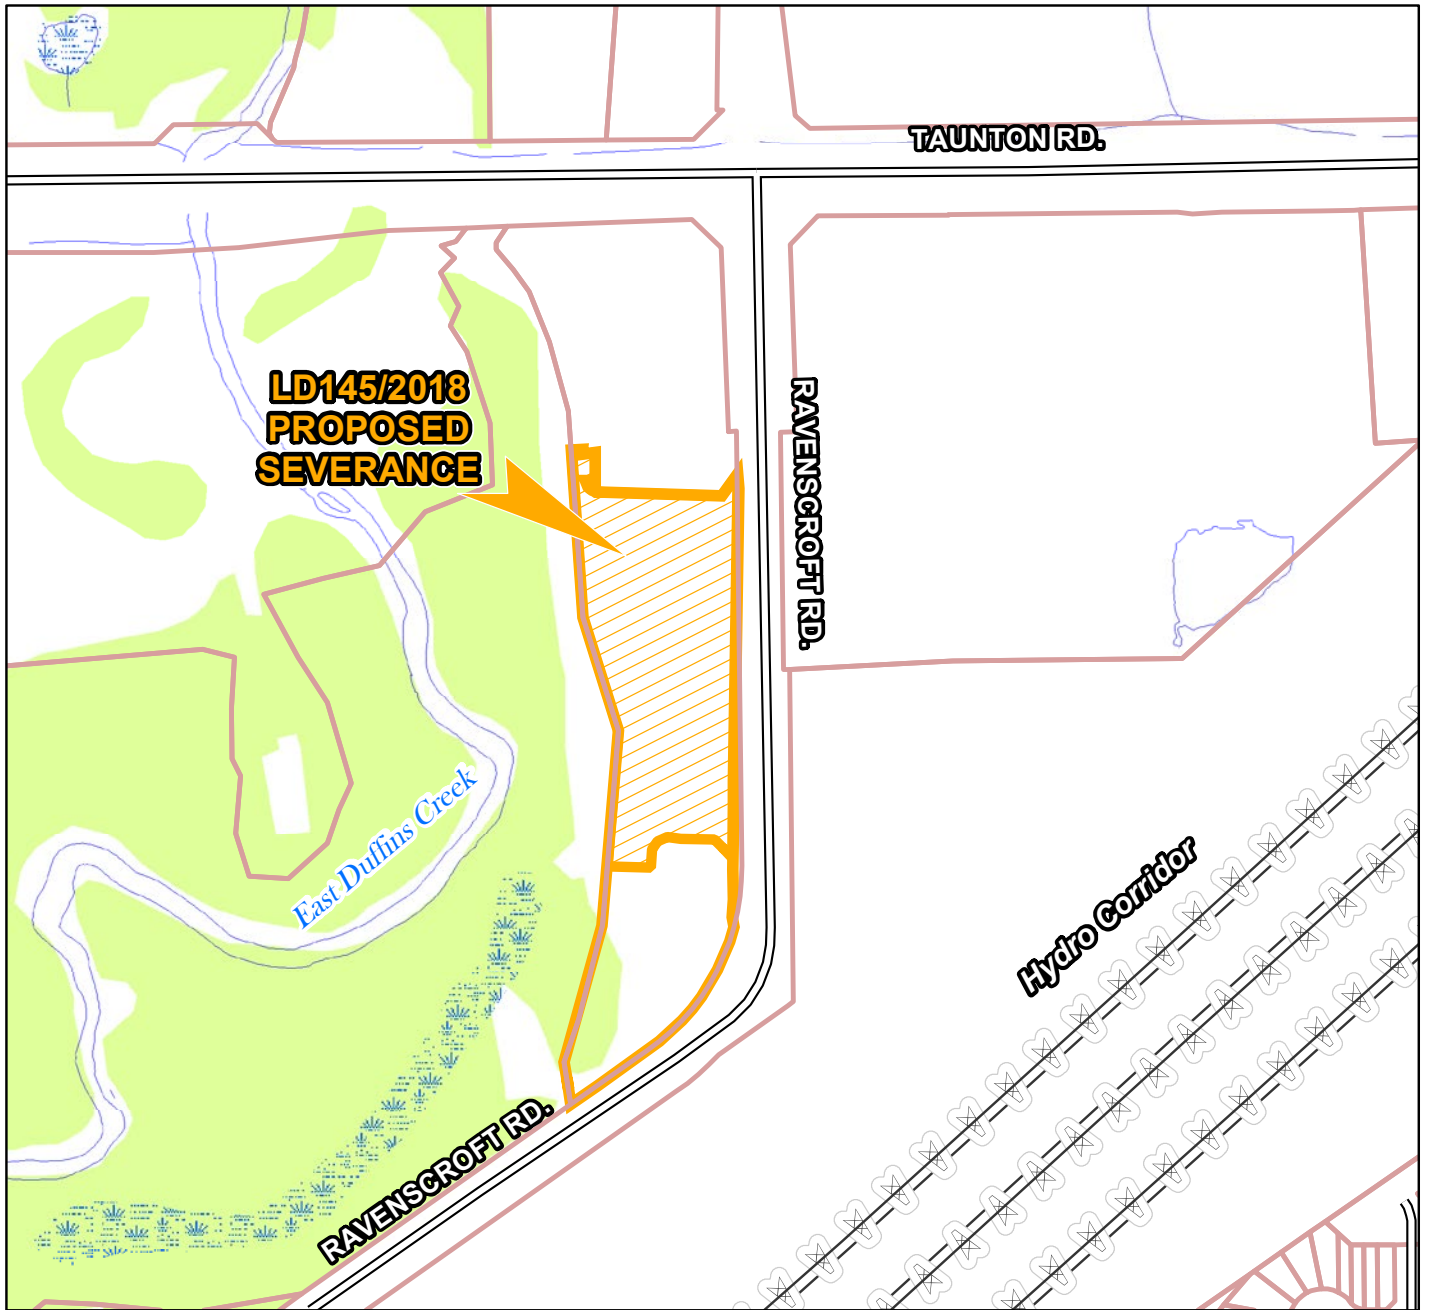 TAUNTON RD.
LD145/2018
PROPOSED
SEVERANCE
RAVENSCROFT RD.
East Duffins Creek
Hydro Corridor
RAVENSCROFT RD.